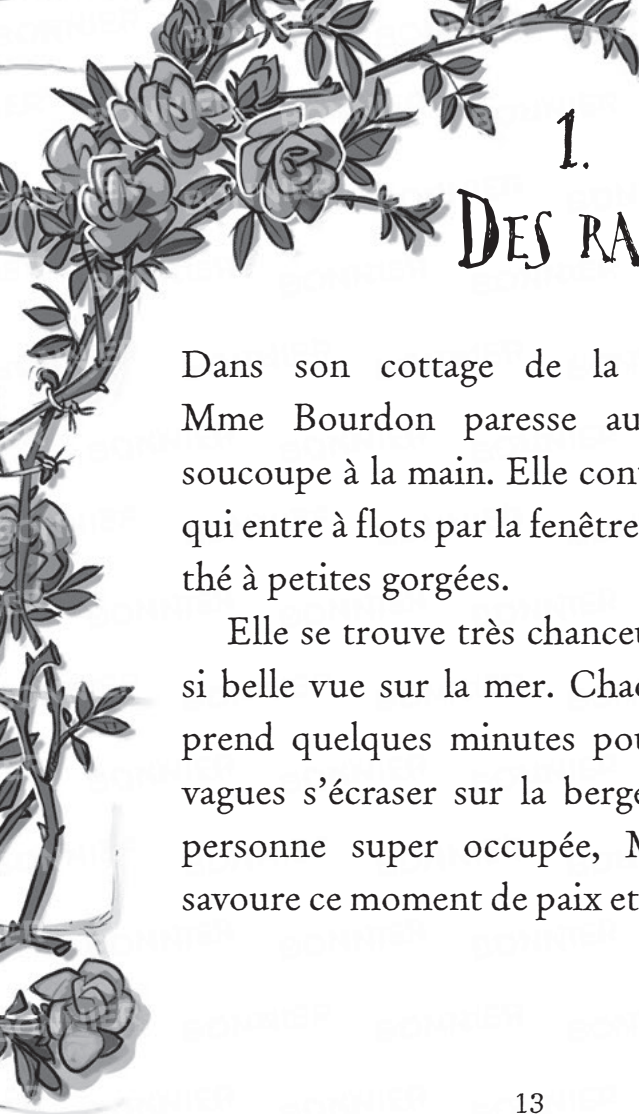 1.
DES RA
Dans son cottage de la
Mme Bourdon paresse au
soucoupe à la main. Elle cont
qui entre à flots par la fenêtre
thé à petites gorgées.
Elle se trouve très chanceu
si belle vue sur la mer. Chac
prend quelques minutes pou
vagues s’écraser sur la berge
personne super occupée, M
savoure ce moment de paix et
13